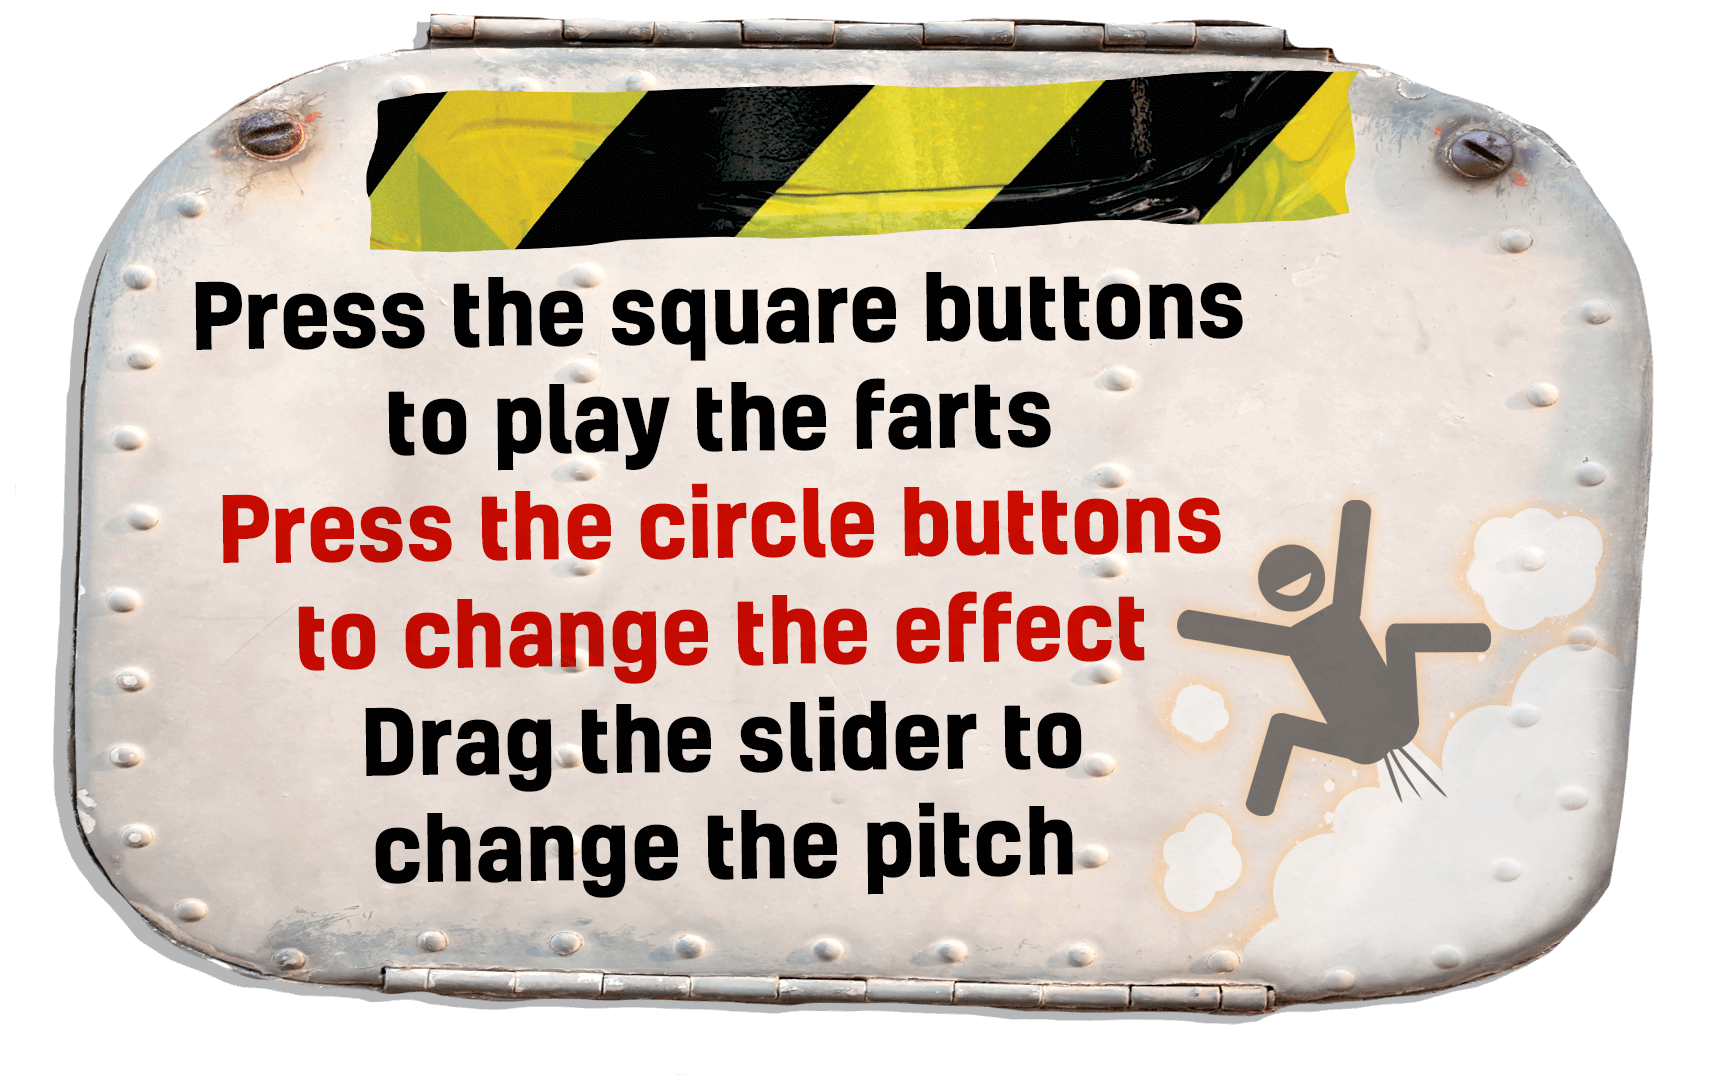 Press the square buttons
to play the farts
Press the circle buttons
to change the effect
Drag the slider to
change the pitch